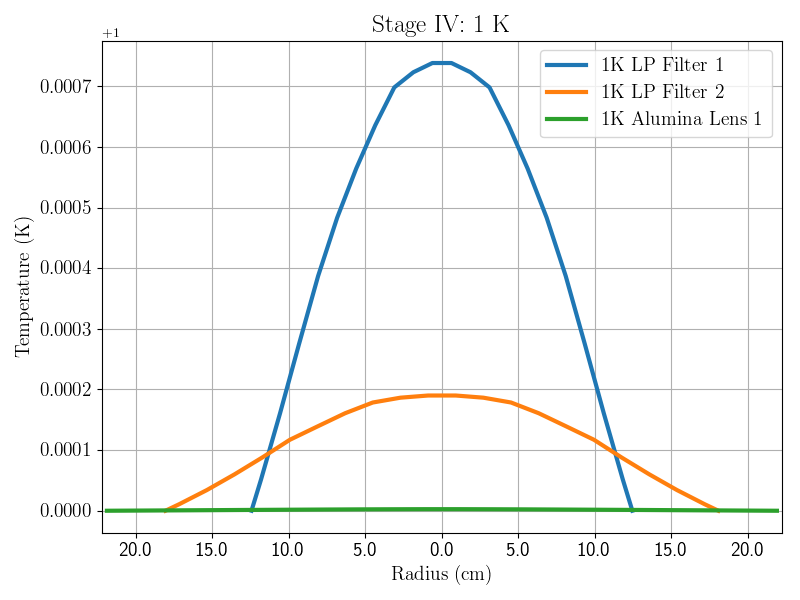 Stage IV: 1 K
+1
1K LP Filter 1
1K LP Filter 2
1K Alumina Lens 1
0.0007
0.0006
0.0005
0.0004
0.0003
0.0002
0.0001
0.0000
Temperature (K)
20.0 15.0 10.0 5.0 0.0 5.0 10.0 15.0 20.0
Radius (cm)